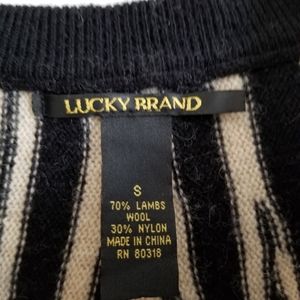 LUCKY BRAND
S
70% LAMBS
WOOL
30% NYLON
MADE IN CHINA
RN 80318